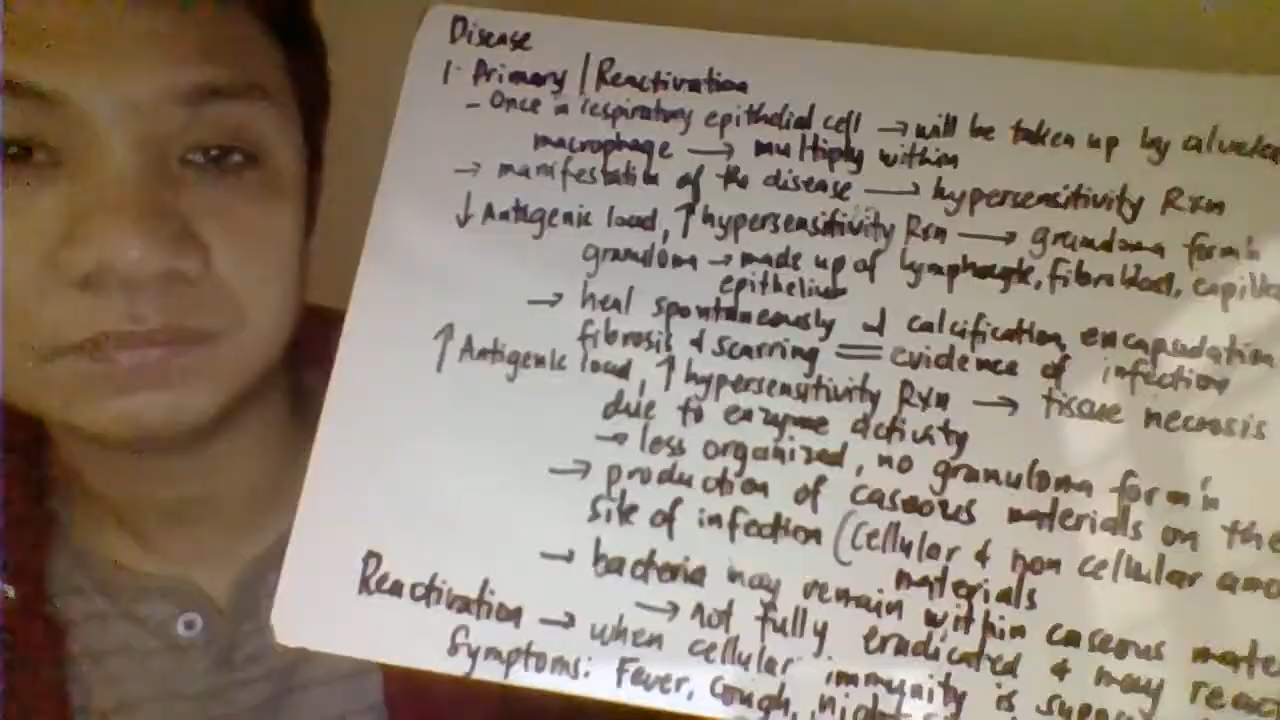 Disease
1. Primary / Reactivation
- Once in respiratory epithelial cell → will be taken up by
macrophage → multiply within
→ manifestation of the disease → hypersensitivity Rxn
↓ Antigenic load, ↑ hypersensitivity Rxn → granuloma form'n
granuloma → made up of lymphocyte, fibroblast,
epithelium
→ heal spontaneously calcification, encapsulation
fibrosis & scarring = evidence of infection
↑ Antigenic load, ↑ hypersensitivity Rxn → tissue necrosis
due to enzyme activity
→ less organized, no granuloma form'n
→ production of caseous materials on the
site of infection (cellular & non cellular
materials
→ bacteria may remain within caseous
→ not fully eradicated & may
Reactivation → when cellular immunity is
Symptoms: Fever, cough,